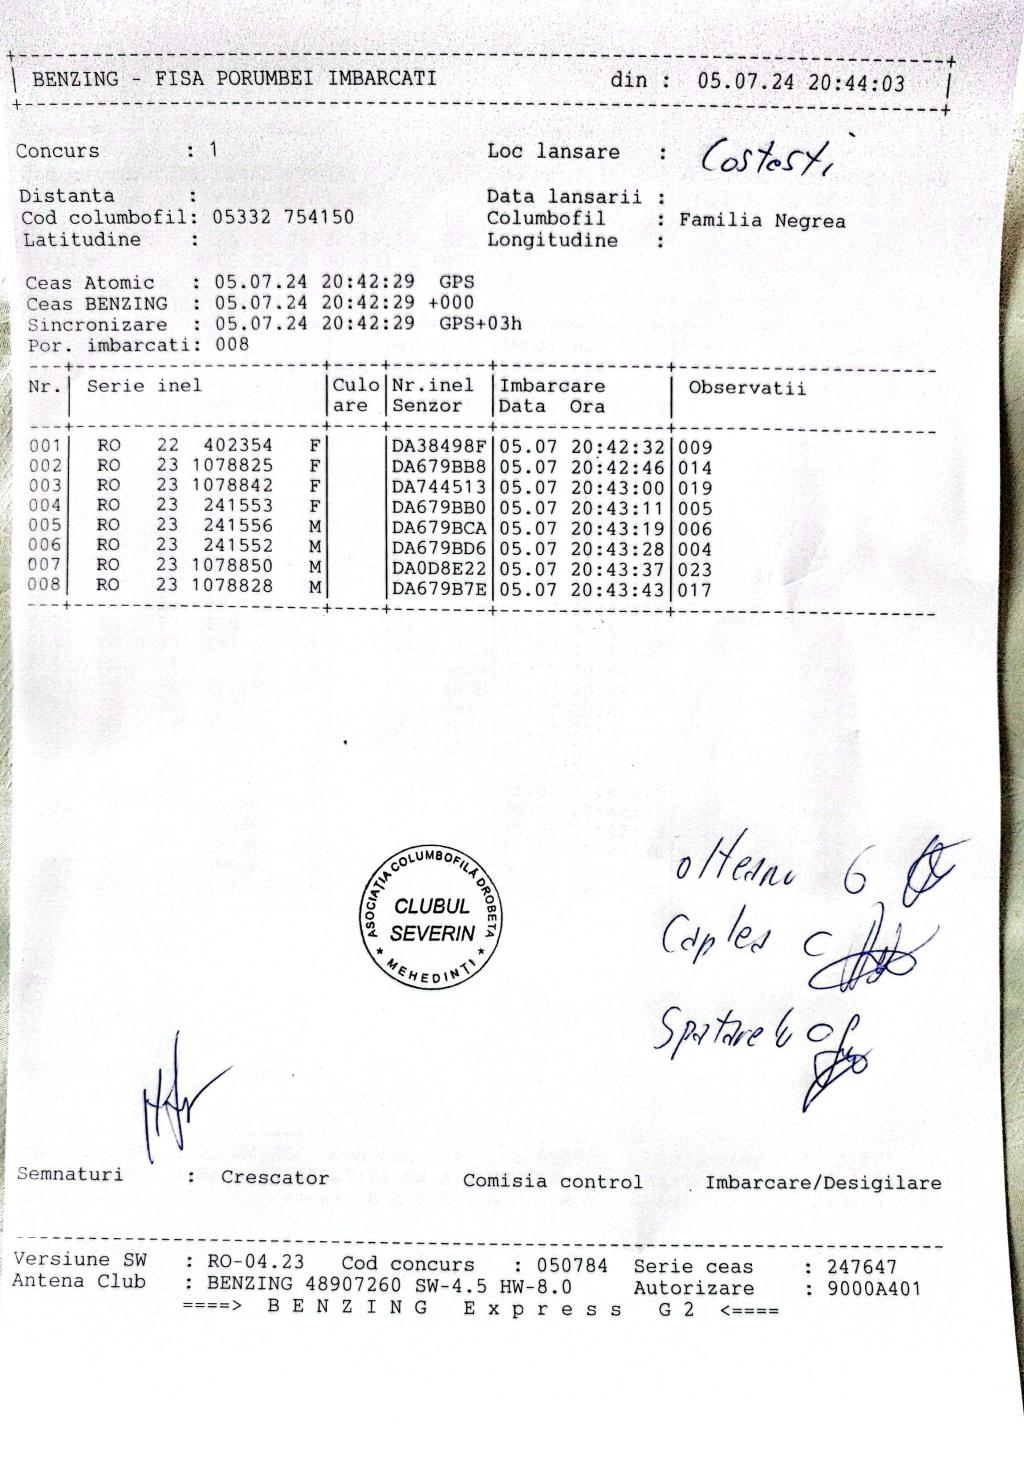 BENZING - FISA PORUMBEI IMBARCATI din : 05.07.24 20:44:03
Concurs : 1 Loc lansare : Costesti
Distanta : Data lansarii :
Cod columbofil: 05332 754150 Columbofil : Familia Negrea
Latitudine : Longitudine :
Ceas Atomic : 05.07.24 20:42:29 GPS
Ceas BENZING : 05.07.24 20:42:29 +000
Sincronizare : 05.07.24 20:42:29 GPS+03h
Por. imbarcati: 008
Nr. Serie inel Culo Nr.inel Imbarcare Observatii
are Senzor Data Ora
001 RO 22 402354 F DA38498F 05.07 20:42:32 009
002 RO 23 1078825 F DA679BB8 05.07 20:42:46 014
003 RO 23 1078842 F DA744513 05.07 20:43:00 019
004 RO 23 241553 F DA679BB0 05.07 20:43:11 005
005 RO 23 241556 M DA679BCA 05.07 20:43:19 006
006 RO 23 241552 M DA679BD6 05.07 20:43:28 004
007 RO 23 1078850 M DA0D8E22 05.07 20:43:37 023
008 RO 23 1078828 M DA679B7E 05.07 20:43:43 017
ASOCIAȚIA COLUMBOFILĂ DROBETA
CLUBUL
SEVERIN
* MEHEDINȚI *
Olteanu G
Caplea C
Spatarelu
Semnaturi : Crescator Comisia control . Imbarcare/Desigilare
Versiune SW : RO-04.23 Cod concurs : 050784 Serie ceas : 247647
Antena Club : BENZING 48907260 SW-4.5 HW-8.0 Autorizare : 9000A401
====> B E N Z I N G E x p r e s s G 2 <====